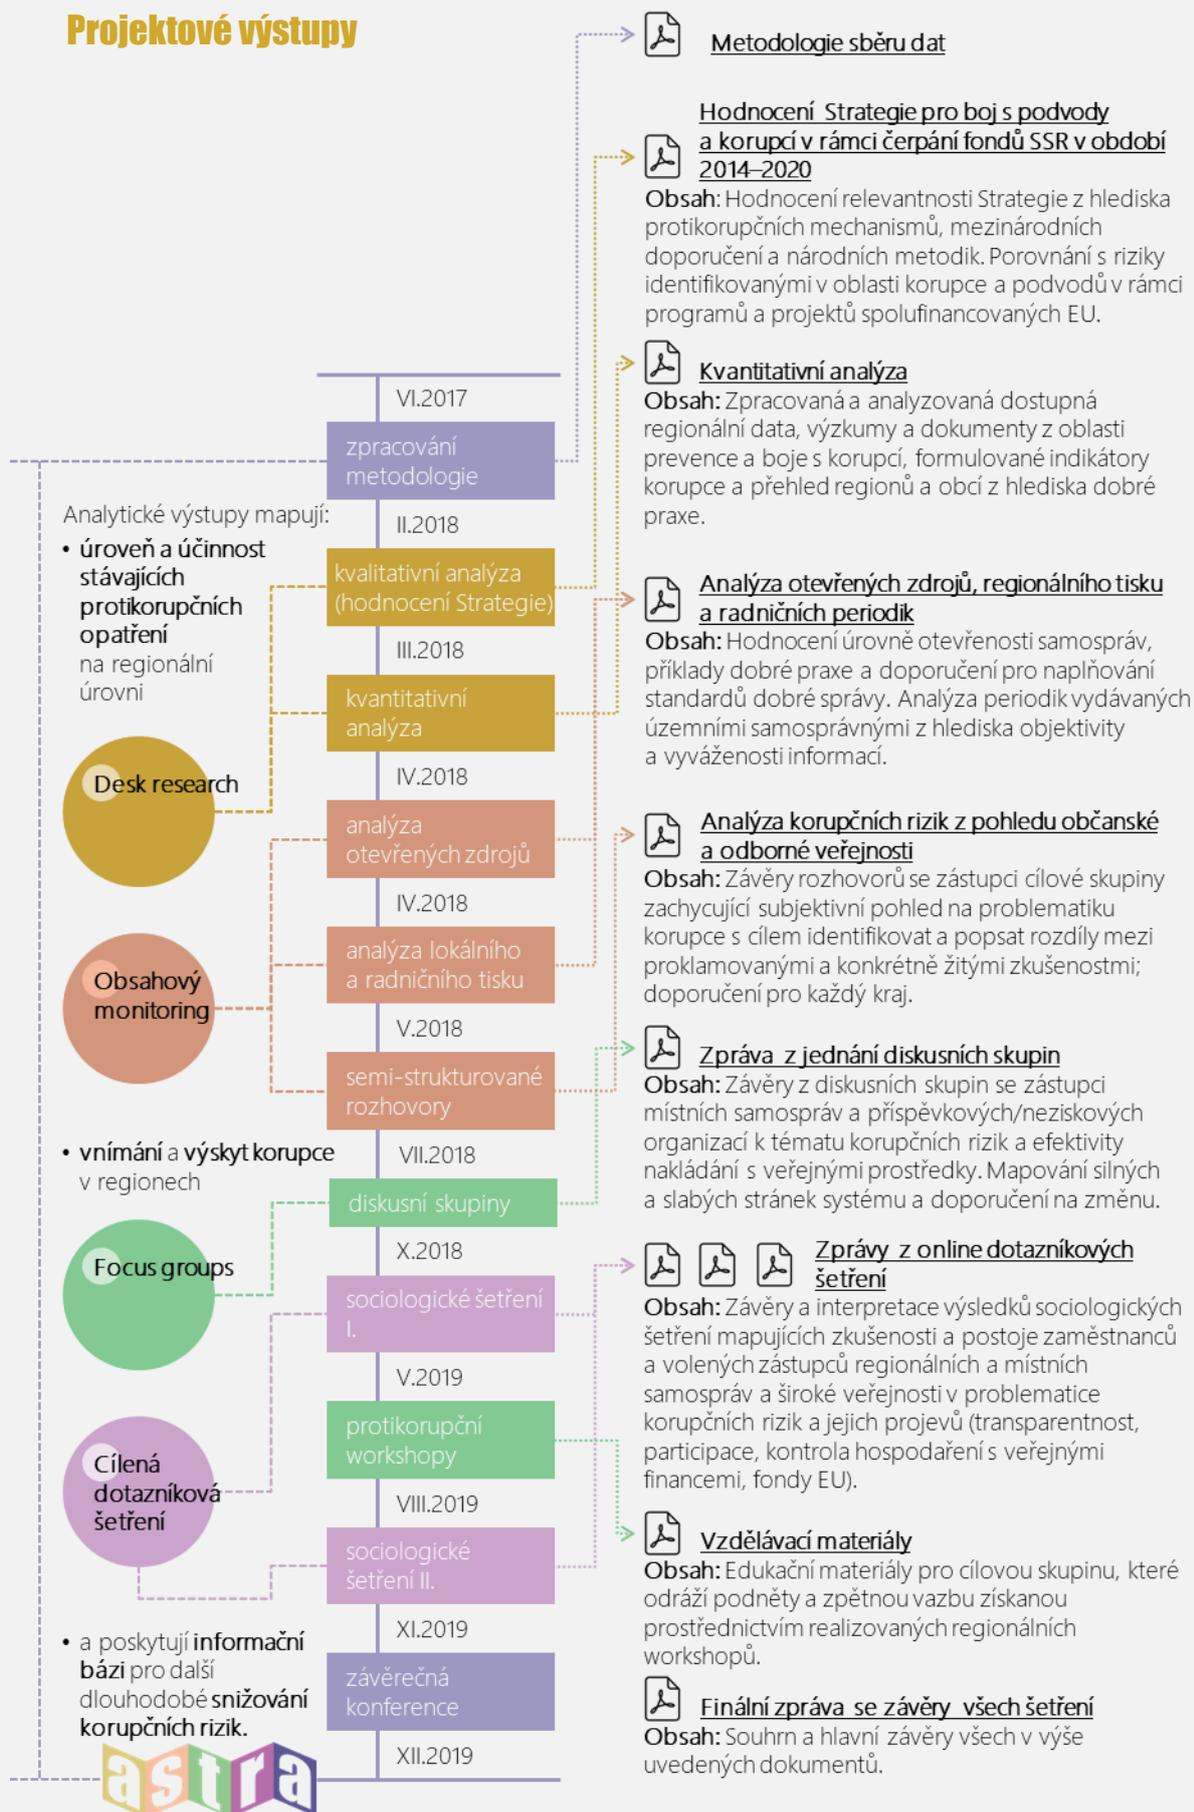 Projektové výstupy
VI.2017
zpracování
metodologie
II.2018
kvalitativní analýza
(hodnocení Strategie)
III.2018
kvantitativní
analýza
IV.2018
analýza
otevřených zdrojů
IV.2018
analýza lokálního
a radničního tisku
V.2018
semi-strukturované
rozhovory
VII.2018
diskusní skupiny
X.2018
sociologické šetření
I.
V.2019
protikorupční
workshopy
VIII.2019
sociologické
šetření II.
XI.2019
závěrečná
konference
XII.2019
Analytické výstupy mapují:
• úroveň a účinnost
stávajících
protikorupčních
opatření
na regionální
úrovni
Desk research
Obsahový
monitoring
• vnímání a výskyt korupce
v regionech
Focus groups
Cílená
dotazníková
šetření
• a poskytují informační
bázi pro další
dlouhodobé snižování
korupčních rizik.
astra
Metodologie sběru dat
Hodnocení Strategie pro boj s podvody
a korupcí v rámci čerpání fondů SSR v období
2014–2020
Obsah: Hodnocení relevantnosti Strategie z hlediska
protikorupčních mechanismů, mezinárodních
doporučení a národních metodik. Porovnání s riziky
identifikovanými v oblasti korupce a podvodů v rámci
programů a projektů spolufinancovaných EU.
Kvantitativní analýza
Obsah: Zpracovaná a analyzovaná dostupná
regionální data, výzkumy a dokumenty z oblasti
prevence a boje s korupcí, formulované indikátory
korupce a přehled regionů a obcí z hlediska dobré
praxe.
Analýza otevřených zdrojů, regionálního tisku
a radničních periodik
Obsah: Hodnocení úrovně otevřenosti samospráv,
příklady dobré praxe a doporučení pro naplňování
standardů dobré správy. Analýza periodik vydávaných
územními samosprávnými z hlediska objektivity
a vyváženosti informací.
Analýza korupčních rizik z pohledu občanské
a odborné veřejnosti
Obsah: Závěry rozhovorů se zástupci cílové skupiny
zachycující subjektivní pohled na problematiku
korupce s cílem identifikovat a popsat rozdíly mezi
proklamovanými a konkrétně žitými zkušenostmi;
doporučení pro každý kraj.
Zpráva z jednání diskusních skupin
Obsah: Závěry z diskusních skupin se zástupci
místních samospráv a příspěvkových/neziskových
organizací k tématu korupčních rizik a efektivity
nakládání s veřejnými prostředky. Mapování silných
a slabých stránek systému a doporučení na změnu.
Zprávy z online dotazníkových
šetření
Obsah: Závěry a interpretace výsledků sociologických
šetření mapujících zkušenosti a postoje zaměstnanců
a volených zástupců regionálních a místních
samospráv a široké veřejnosti v problematice
korupčních rizik a jejich projevů (transparentnost,
participace, kontrola hospodaření s veřejnými
financemi, fondy EU).
Vzdělávací materiály
Obsah: Edukační materiály pro cílovou skupinu, které
odráží podněty a zpětnou vazbu získanou
prostřednictvím realizovaných regionálních
workshopů.
Finální zpráva se závěry všech šetření
Obsah: Souhrn a hlavní závěry všech v výše
uvedených dokumentů.